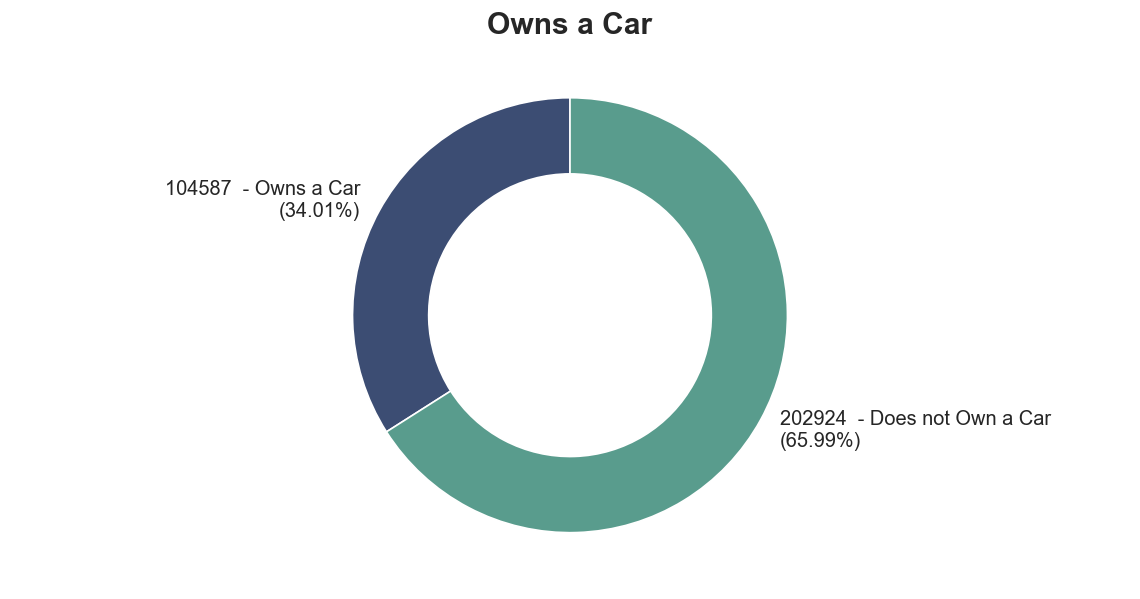 Owns a Car
104587  - Owns a Car
(34.01%)
202924  - Does not Own a Car
(65.99%)